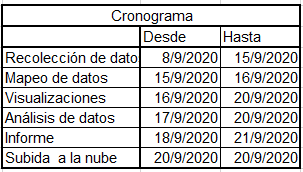 Cronograma
Desde Hasta
Recolección de dato 8/9/2020 15/9/2020
Mapeo de datos 15/9/2020 16/9/2020
Visualizaciones 16/9/2020 20/9/2020
Análisis de datos 17/9/2020 20/9/2020
Informe 18/9/2020 21/9/2020
Subida a la nube 20/9/2020 20/9/2020